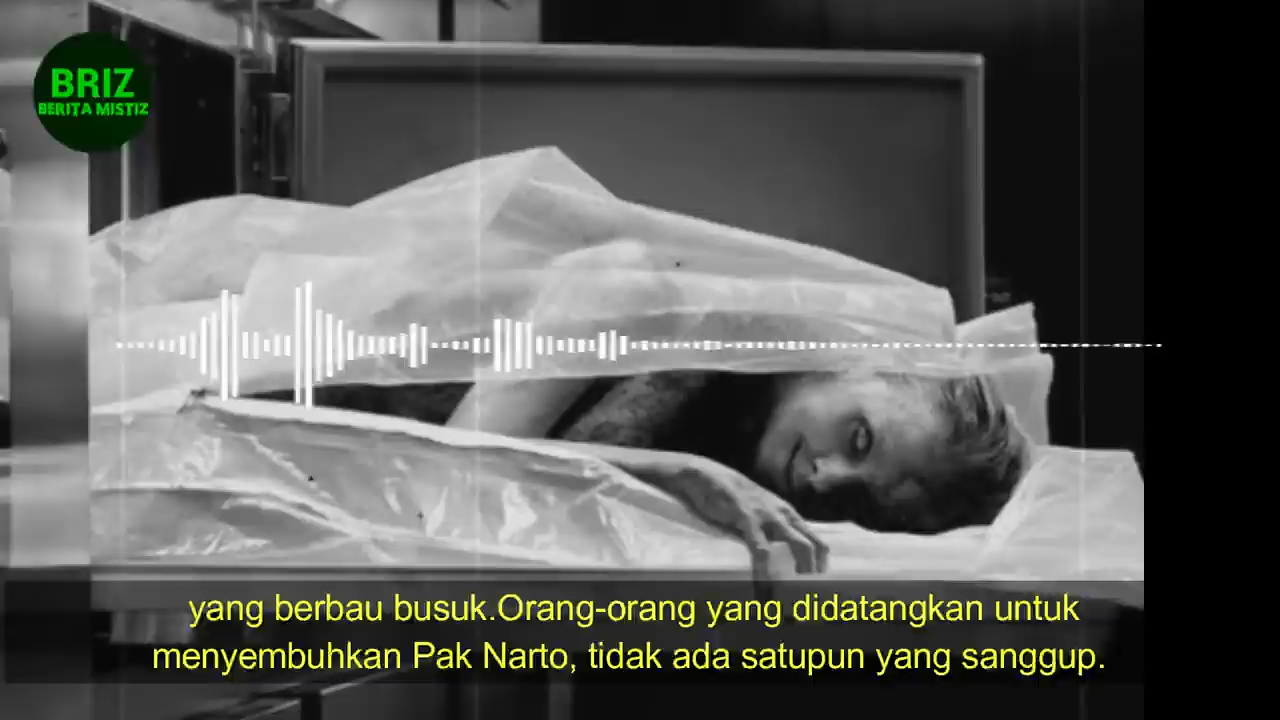 BRIZ
BERITA MISTIZ
yang berbau busuk.Orang-orang yang didatangkan untuk
menyembuhkan Pak Narto, tidak ada satupun yang sanggup.